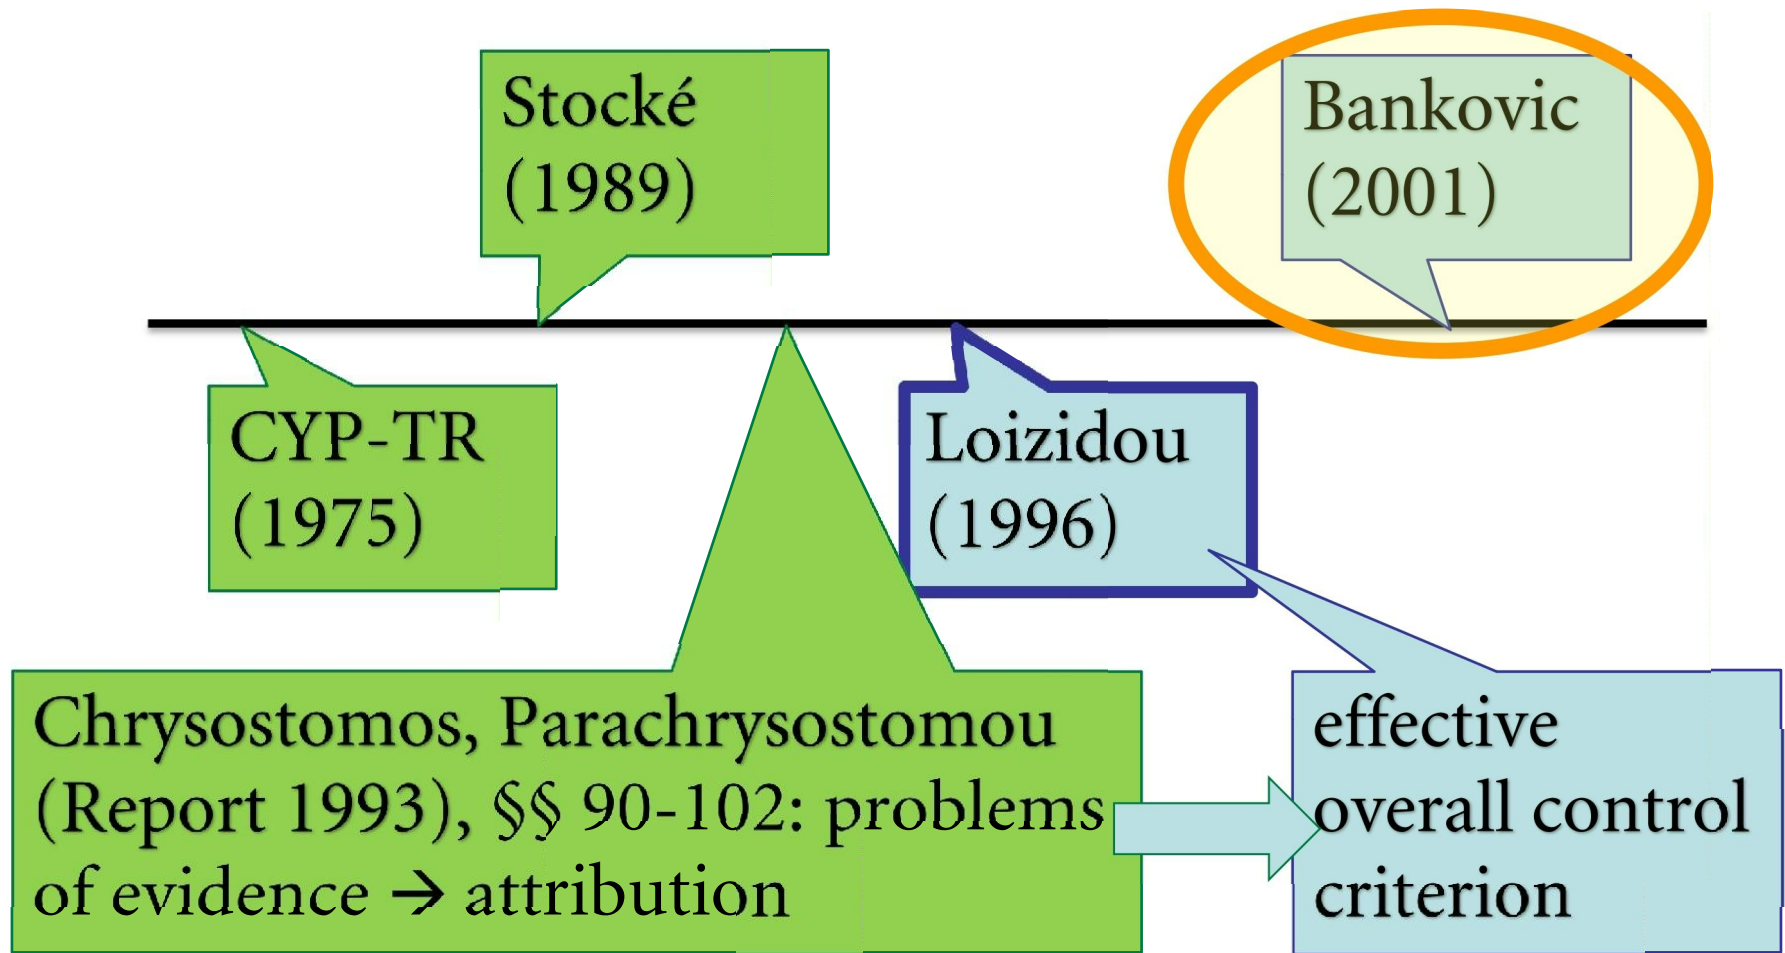 Stocké
(1989)
Bankovic
(2001)
CYP-TR
(1975)
Loizidou
(1996)
Chrysostomos, Parachrysostomou
(Report 1993), §§ 90-102: problems
of evidence → attribution
effective
overall control
criterion